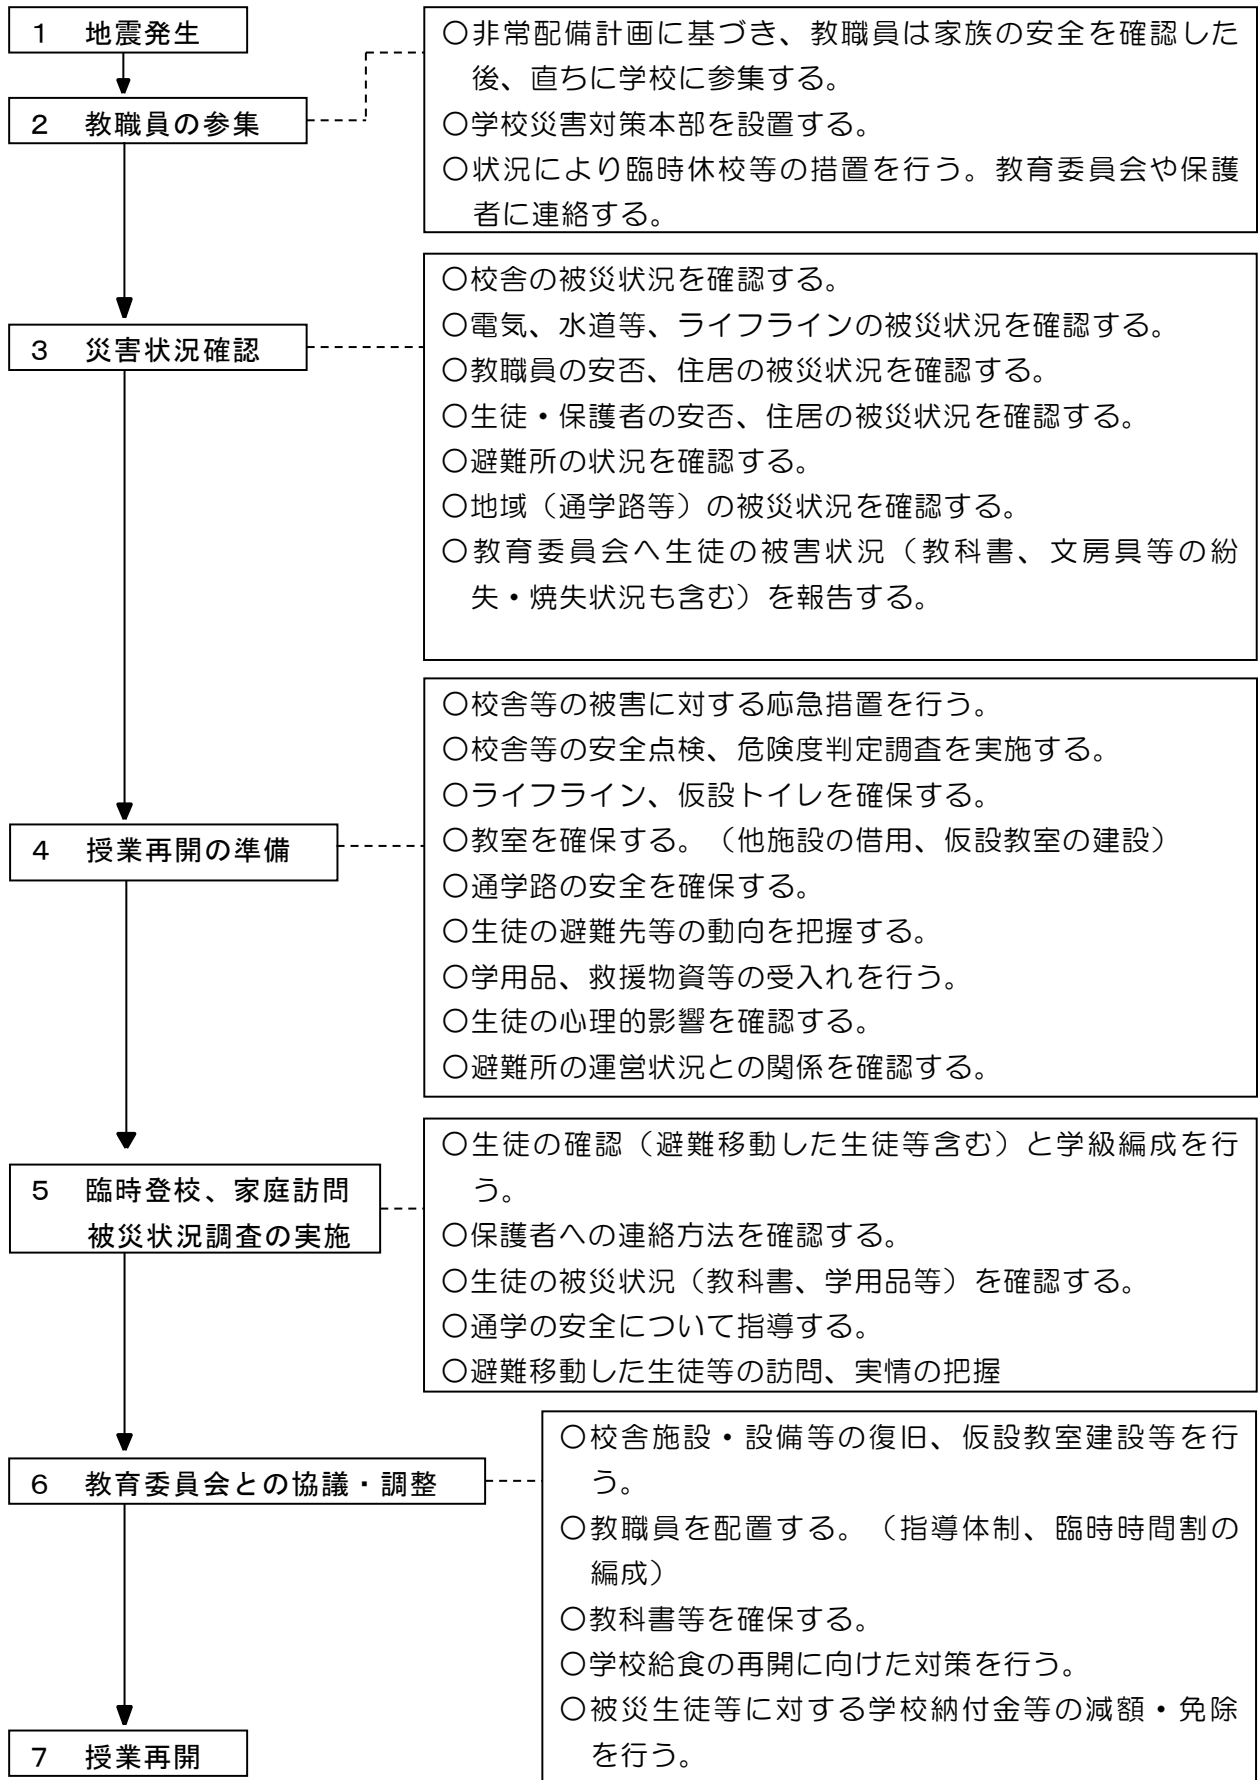 １　地震発生
２　教職員の参集
〇非常配備計画に基づき、教職員は家族の安全を確認した
後、直ちに学校に参集する。
〇学校災害対策本部を設置する。
〇状況により臨時休校等の措置を行う。教育委員会や保護
者に連絡する。
３　災害状況確認
〇校舎の被災状況を確認する。
〇電気、水道等、ライフラインの被災状況を確認する。
〇教職員の安否、住居の被災状況を確認する。
〇生徒・保護者の安否、住居の被災状況を確認する。
〇避難所の状況を確認する。
〇地域（通学路等）の被災状況を確認する。
〇教育委員会へ生徒の被害状況（教科書、文房具等の紛
失・焼失状況も含む）を報告する。
４　授業再開の準備
〇校舎等の被害に対する応急措置を行う。
〇校舎等の安全点検、危険度判定調査を実施する。
〇ライフライン、仮設トイレを確保する。
〇教室を確保する。（他施設の借用、仮設教室の建設）
〇通学路の安全を確保する。
〇生徒の避難先等の動向を把握する。
〇学用品、救援物資等の受入れを行う。
〇生徒の心理的影響を確認する。
〇避難所の運営状況との関係を確認する。
５　臨時登校、家庭訪問
被災状況調査の実施
〇生徒の確認（避難移動した生徒等含む）と学級編成を行
う。
〇保護者への連絡方法を確認する。
〇生徒の被災状況（教科書、学用品等）を確認する。
〇通学の安全について指導する。
〇避難移動した生徒等の訪問、実情の把握
６　教育委員会との協議・調整
〇校舎施設・設備等の復旧、仮設教室建設等を行
う。
〇教職員を配置する。（指導体制、臨時時間割の
編成）
〇教科書等を確保する。
〇学校給食の再開に向けた対策を行う。
〇被災生徒等に対する学校納付金等の減額・免除
を行う。
７　授業再開